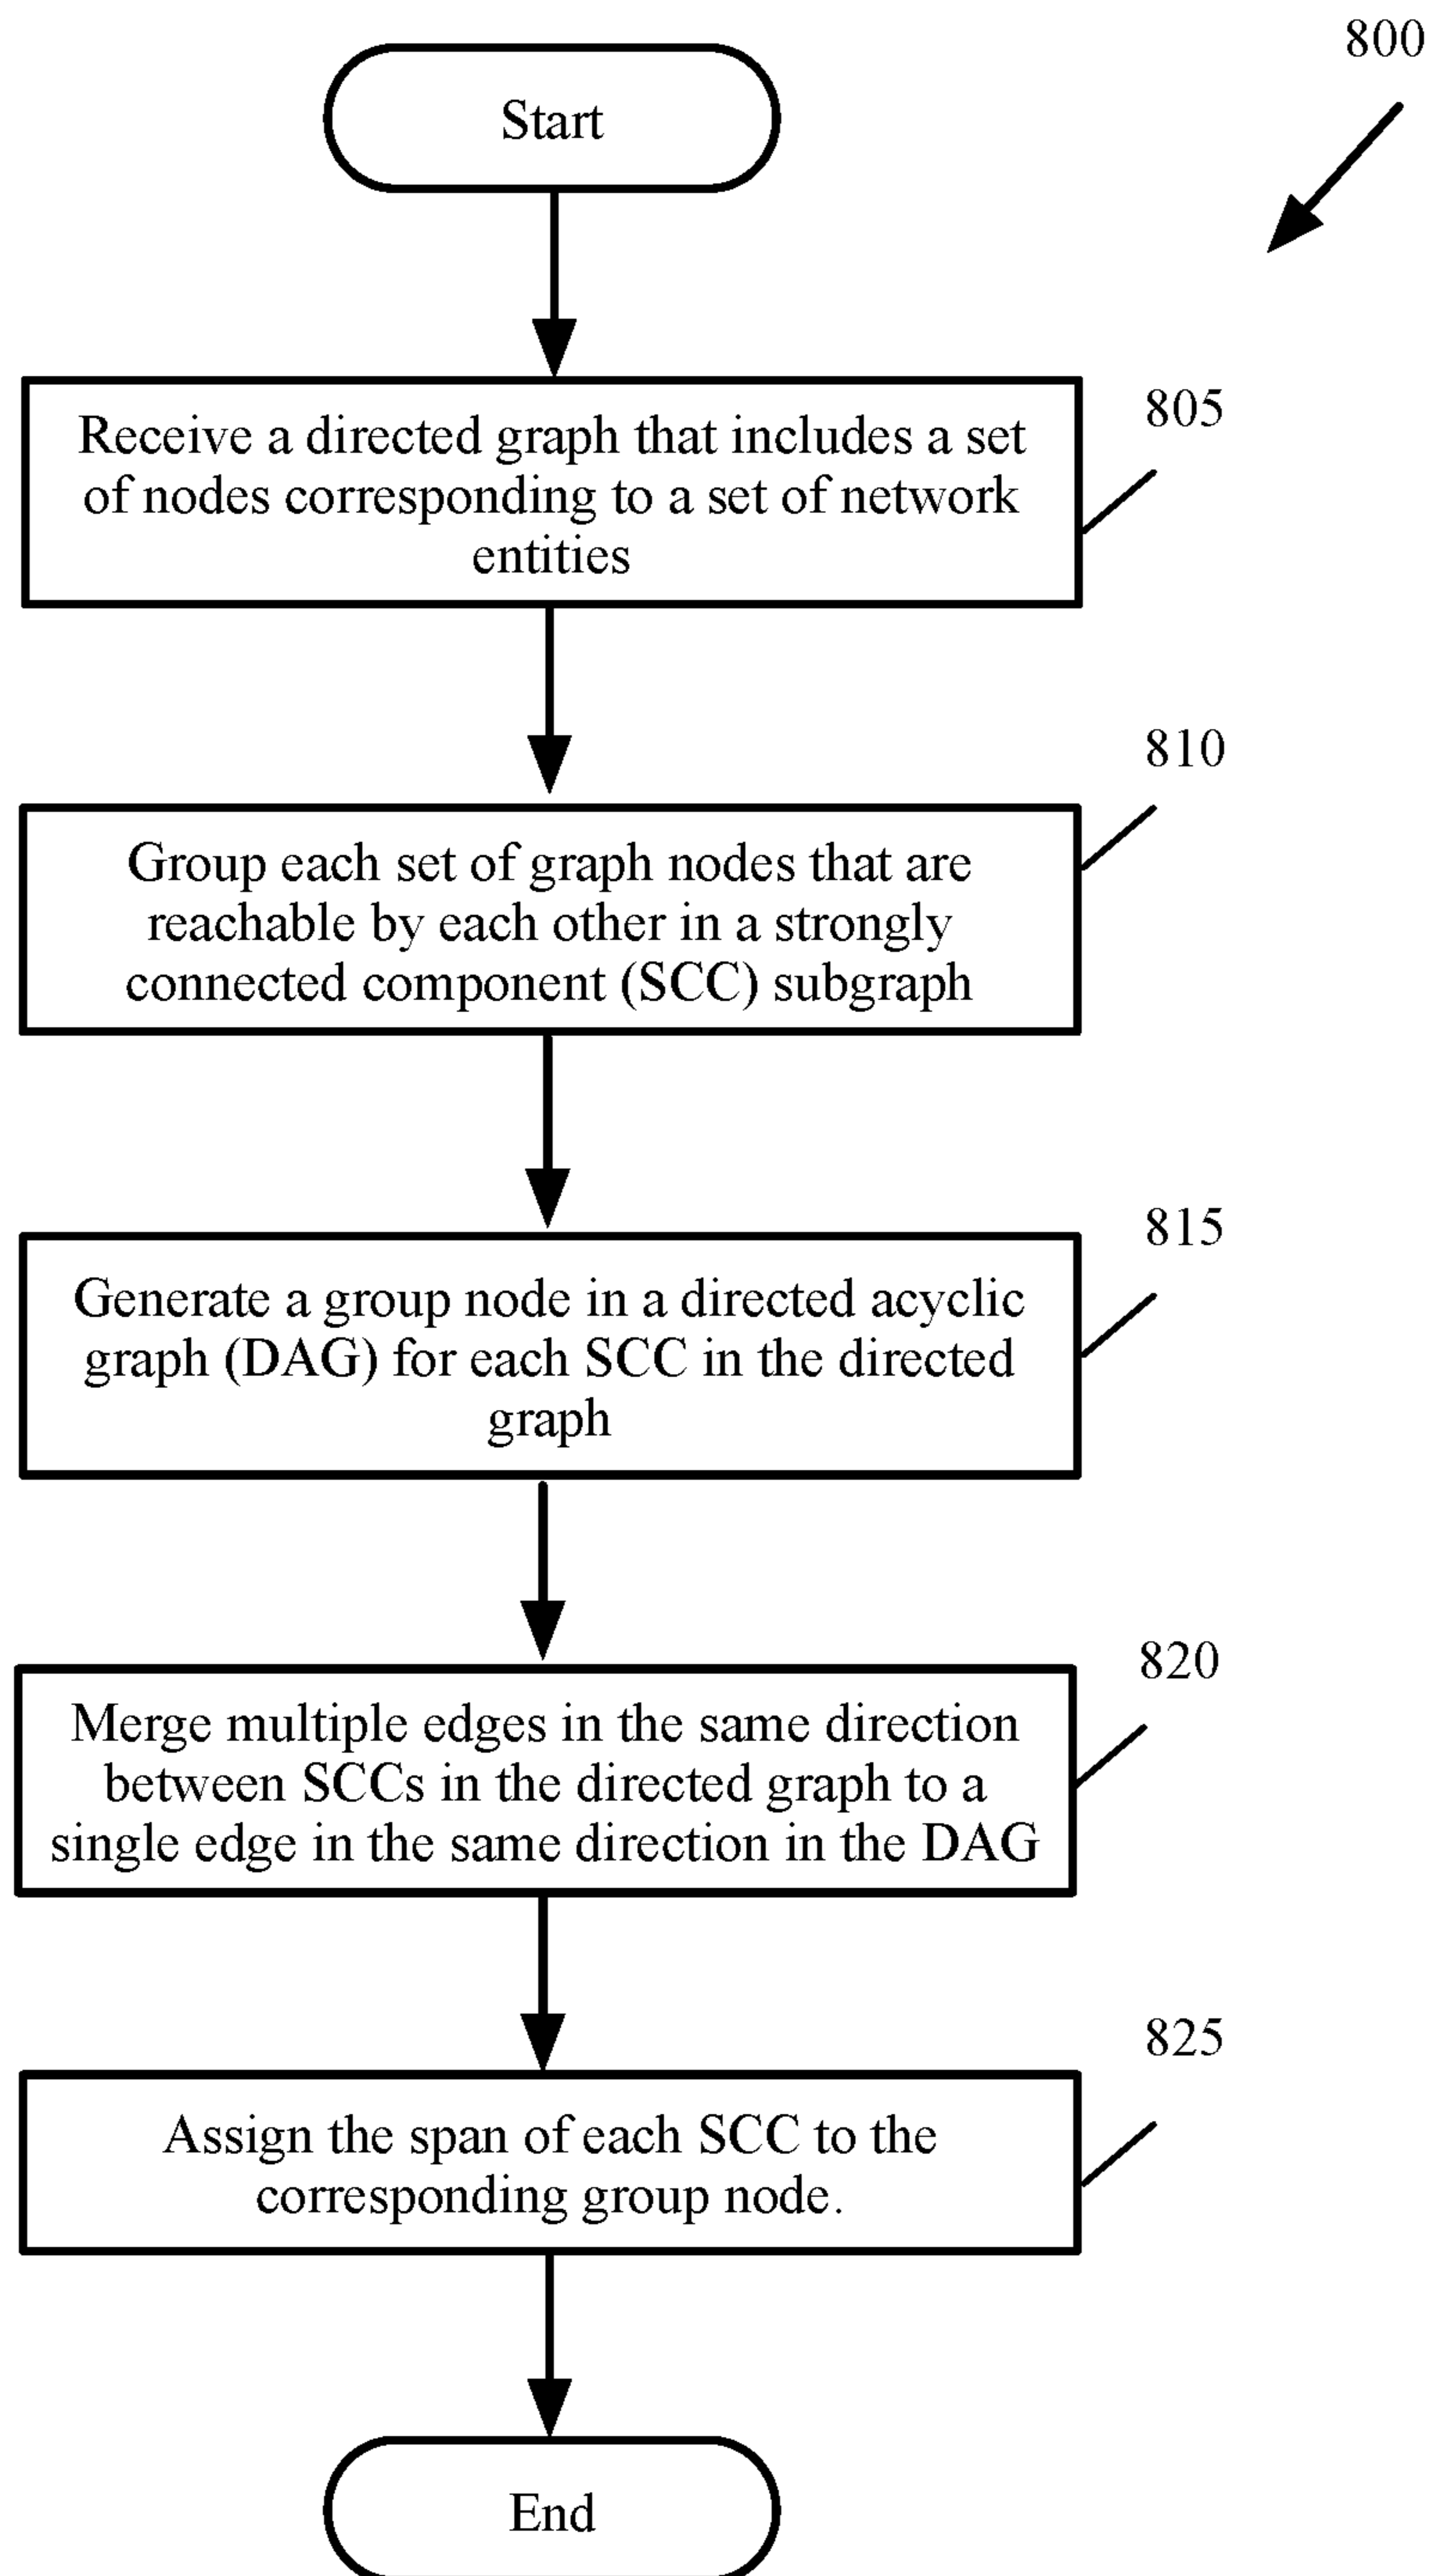 800
Start
805
Receive a directed graph that includes a set
of nodes corresponding to a set of network
entities
810
Group each set of graph nodes that are
reachable by each other in a strongly
connected component (SCC) subgraph
815
Generate a group node in a directed acyclic
graph (DAG) for each SCC in the directed
graph
820
Merge multiple edges in the same direction
between SCCs in the directed graph to a
single edge in the same direction in the DAG
825
Assign the span of each SCC to the
corresponding group node.
End